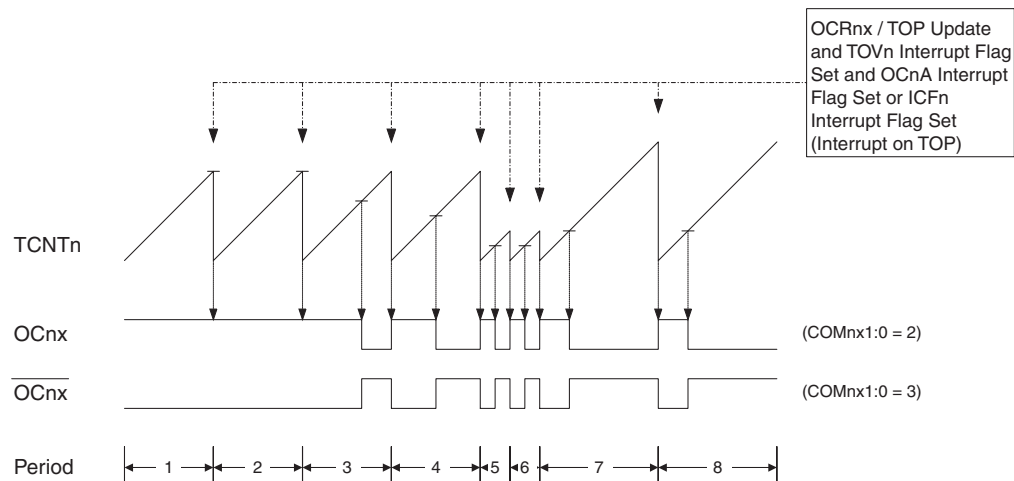 OCRnx / TOP Update
and TOVn Interrupt Flag
Set and OCnA Interrupt
Flag Set or ICFn
Interrupt Flag Set
(Interrupt on TOP)
TCNTn
OCnx
(COMnx1:0 = 2)
OCnx
(COMnx1:0 = 3)
Period
1 2 3 4 5 6 7 8